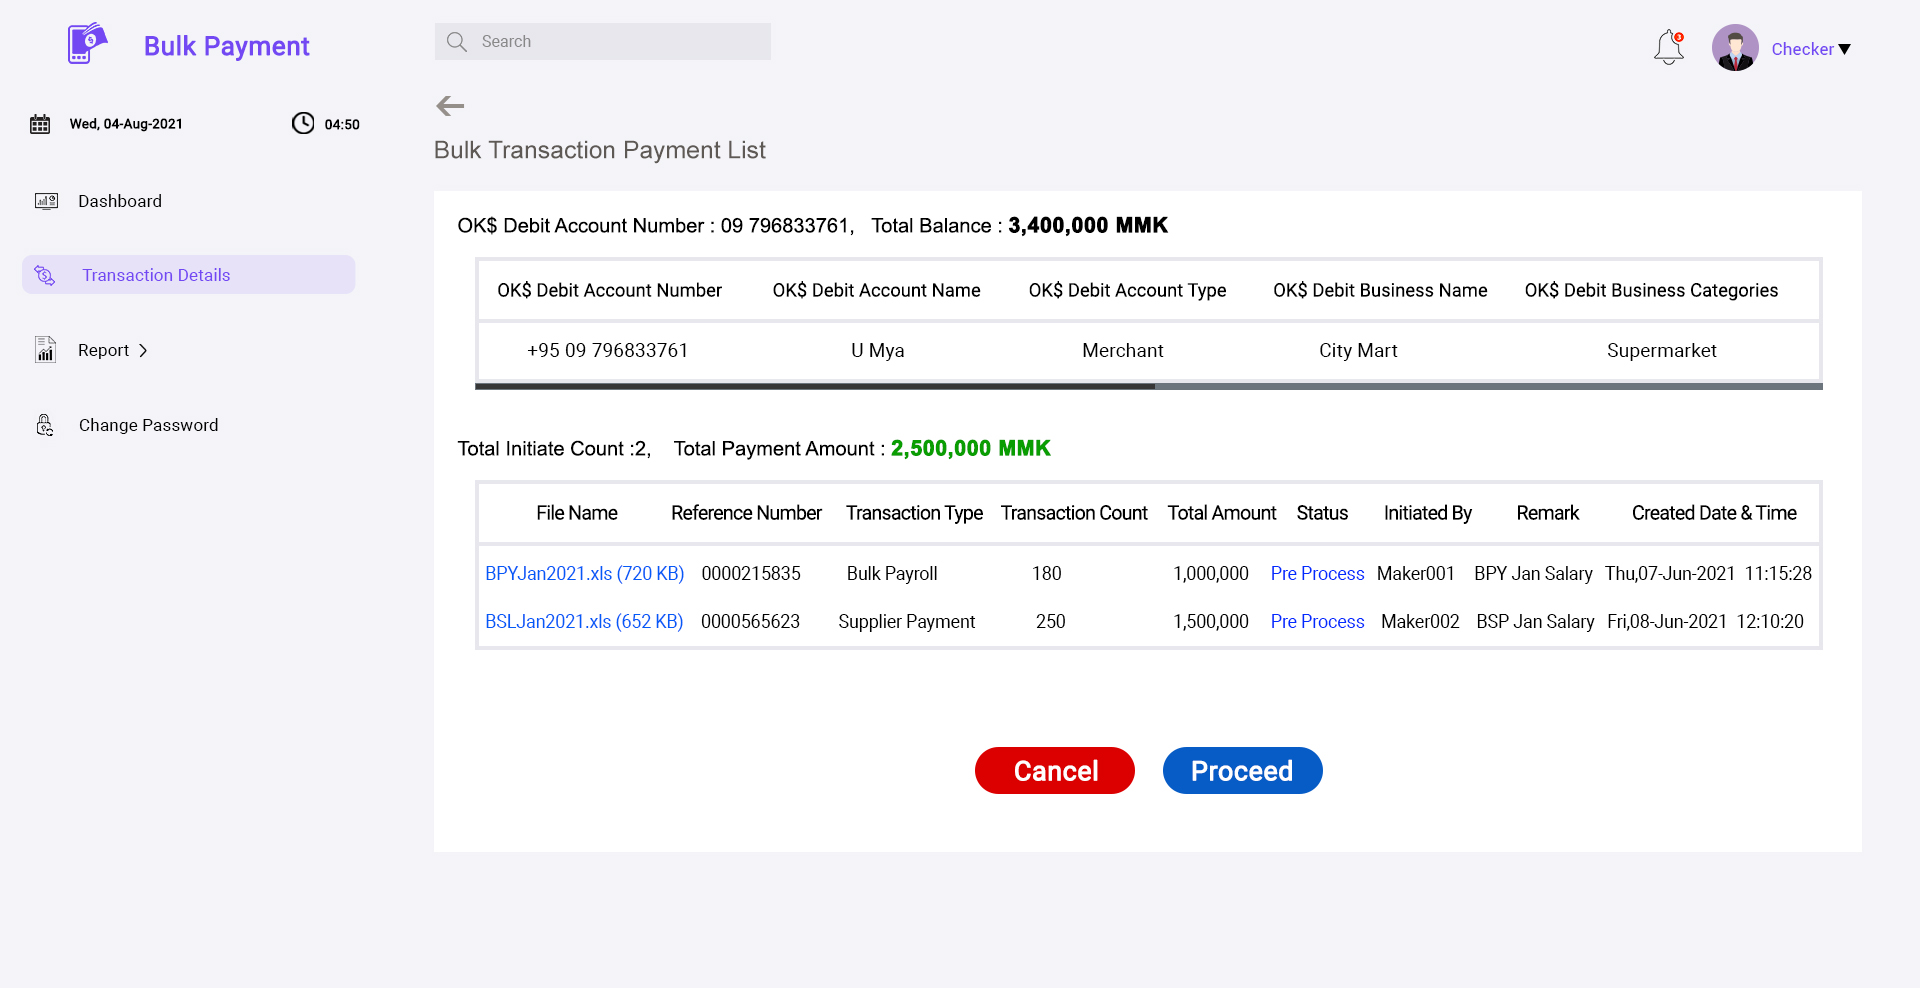 Bulk Payment
Search
3
Checker
Wed, 04-Aug-2021 04:50
Bulk Transaction Payment List
Dashboard
Transaction Details
Report
Change Password
OK$ Debit Account Number : 09 796833761, Total Balance : 3,400,000 MMK
OK$ Debit Account Number OK$ Debit Account Name OK$ Debit Account Type OK$ Debit Business Name OK$ Debit Business Categories
+95 09 796833761 U Mya Merchant City Mart Supermarket
Total Initiate Count :2, Total Payment Amount : 2,500,000 MMK
File Name Reference Number Transaction Type Transaction Count Total Amount Status Initiated By Remark Created Date & Time
BPYJan2021.xls (720 KB) 0000215835 Bulk Payroll 180 1,000,000 Pre Process Maker001 BPY Jan Salary Thu,07-Jun-2021 11:15:28
BSLJan2021.xls (652 KB) 0000565623 Supplier Payment 250 1,500,000 Pre Process Maker002 BSP Jan Salary Fri,08-Jun-2021 12:10:20
Cancel Proceed